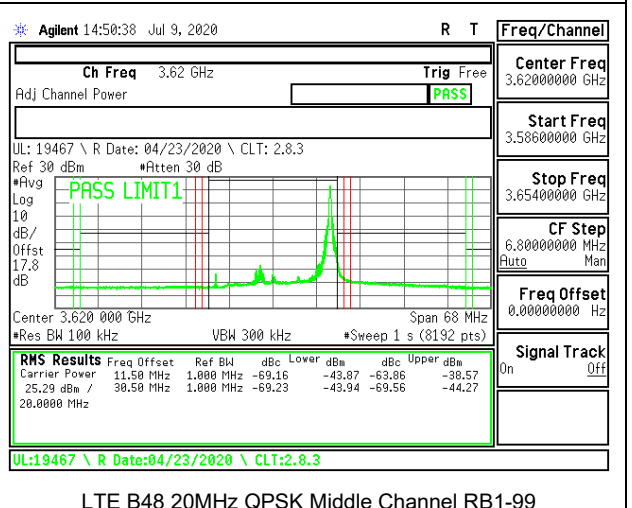 Agilent 14:50:38 Jul 9, 2020 R T
Ch Freq 3.62 GHz Trig Free
Adj Channel Power PASS
UL: 19467 \ R Date: 04/23/2020 \ CLT: 2.8.3
Ref 30 dBm #Atten 30 dB
#Avg
Log
10
dB/
Offst
17.8
dB
PASS LIMIT1
Center 3.620 000 GHz Span 68 MHz
#Res BW 100 kHz VBW 300 kHz #Sweep 1 s (8192 pts)
RMS Results Freq Offset Ref BW dBc Lower dBm dBc Upper dBm
Carrier Power 11.50 MHz 1.000 MHz -69.16 -43.87 -63.86 -38.57
25.29 dBm / 30.50 MHz 1.000 MHz -69.23 -43.94 -69.56 -44.27
20.0000 MHz
UL:19467 \ R Date:04/23/2020 \ CLT:2.8.3
Freq/Channel
Center Freq
3.62000000 GHz
Start Freq
3.58600000 GHz
Stop Freq
3.65400000 GHz
CF Step
6.80000000 MHz
Auto Man
Freq Offset
0.00000000 Hz
Signal Track
On Off
LTE B48 20MHz QPSK Middle Channel RB1-99